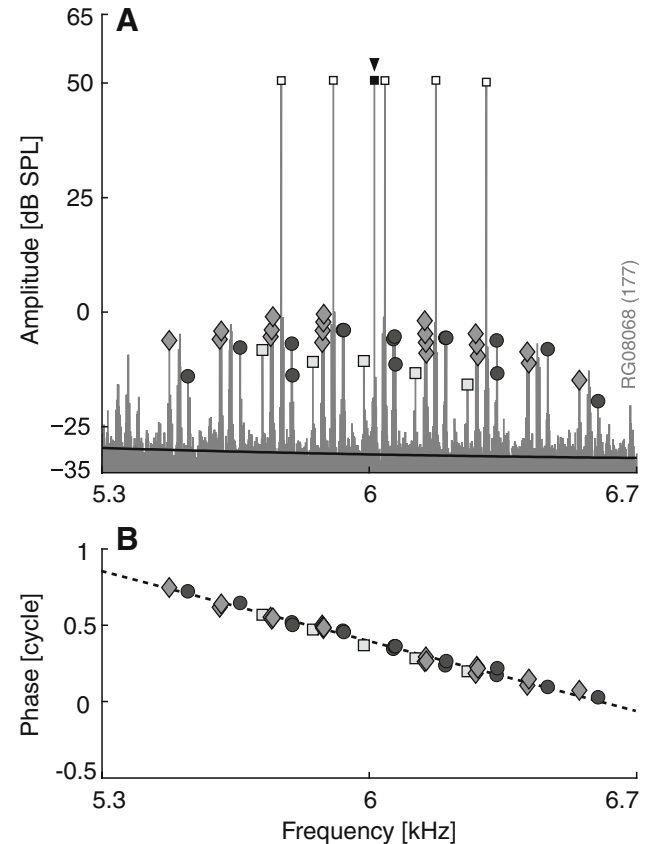 A
65
50
25
0
−25
−35
Amplitude [dB SPL]
RG08068 (177)
5.3
6
6.7
B
1
0.5
0
-0.5
Phase [cycle]
5.3
6
6.7
Frequency [kHz]